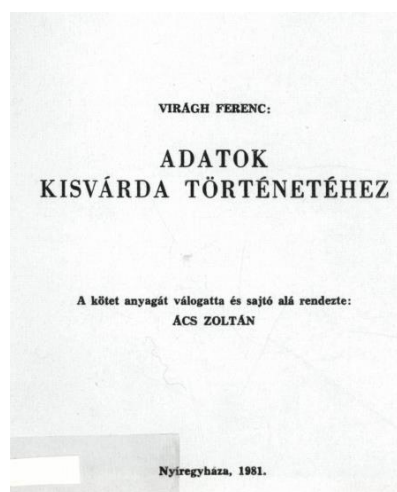 VIRÁGH FERENC:
ADATOK
KISVÁRDA TÖRTÉNETÉHEZ
A kötet anyagát válogatta és sajtó alá rendezte:
ÁCS ZOLTÁN
Nyíregyháza, 1981.